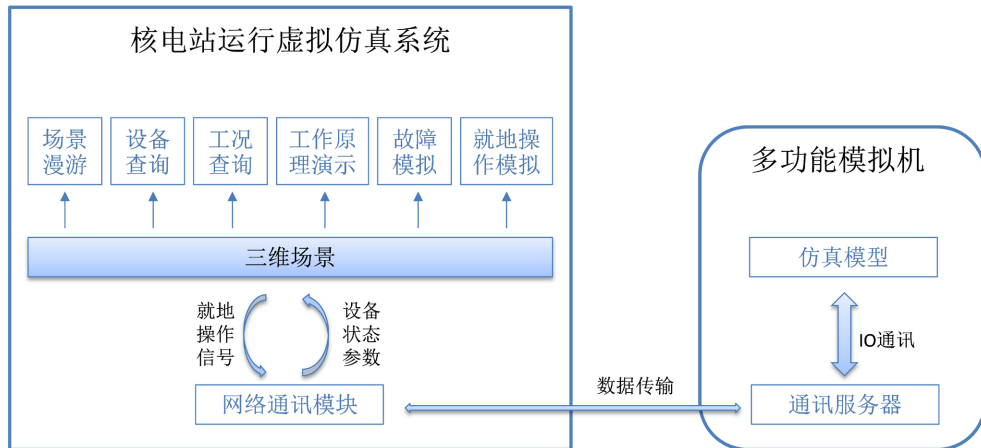 核电站运行虚拟仿真系统
场景
漫游
设备
查询
工况
查询
工作原
理演示
故障
模拟
就地操
作模拟
三维场景
就地
操作
信号
设备
状态
参数
网络通讯模块
数据传输
多功能模拟机
仿真模型
IO通讯
通讯服务器